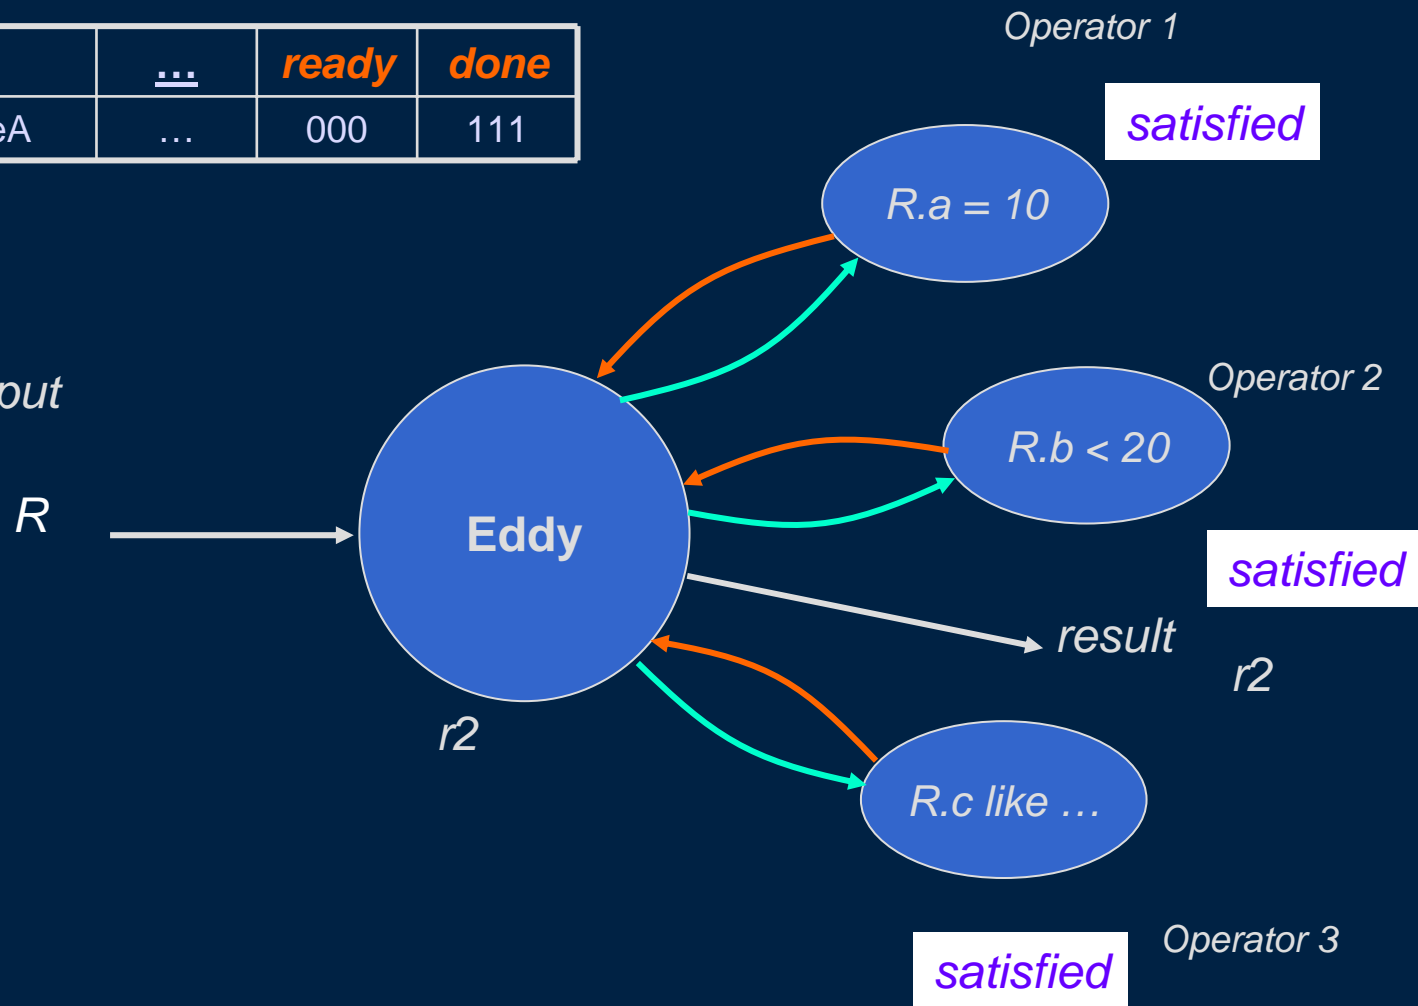 … ready done
eA … 000 111
Operator 1
satisfied
R.a = 10
put
Operator 2
R.b < 20
R
Eddy
satisfied
result
r2
r2
R.c like …
Operator 3
satisfied